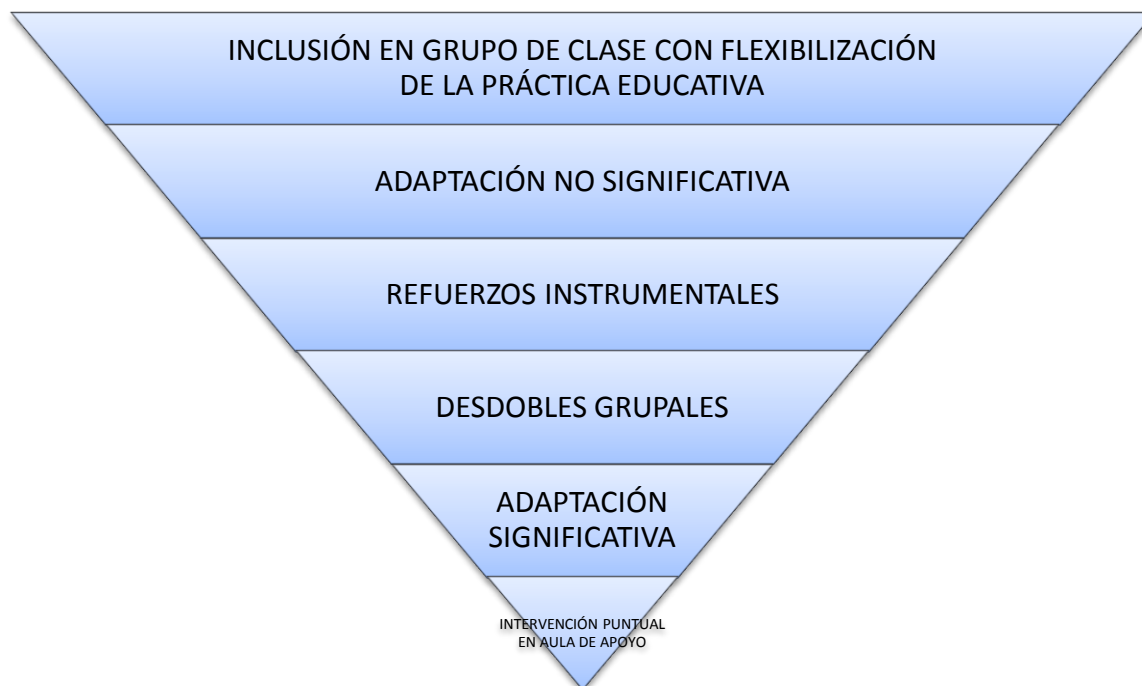 INCLUSIÓN EN GRUPO DE CLASE CON FLEXIBILIZACIÓN
DE LA PRÁCTICA EDUCATIVA
ADAPTACIÓN NO SIGNIFICATIVA
REFUERZOS INSTRUMENTALES
DESDOBLES GRUPALES
ADAPTACIÓN
SIGNIFICATIVA
INTERVENCIÓN PUNTUAL
EN AULA DE APOYO